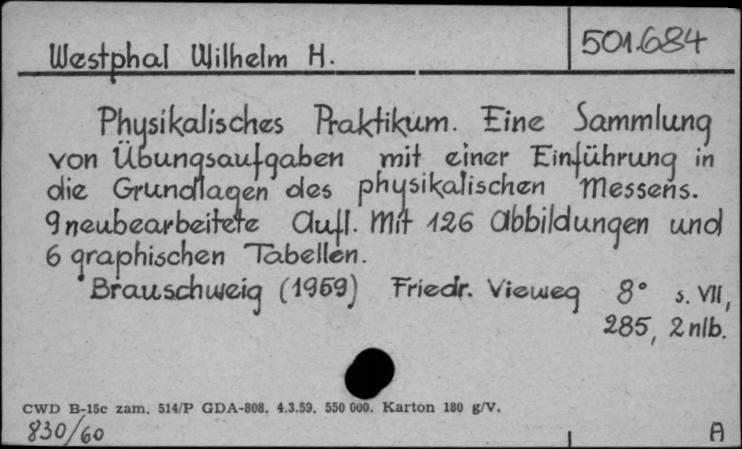 Westphal Wilhelm H.
501.684
Physikalisches Praktikum. Eine Sammlung
von Übungsaufgaben mit einer Einführung in
die Grundlagen des physikalischen Messens.
9 neubearbeitete Aufl. Mit 126 Abbildungen und
6 graphischen Tabellen.
Brauschweig (1959) Friedr. Vieweg 8° s. VII,
285, 2 nlb.
CWD B-15c zam. 514/P GDA-808. 4.3.59. 550 000. Karton 180 g/V.
830/60
A